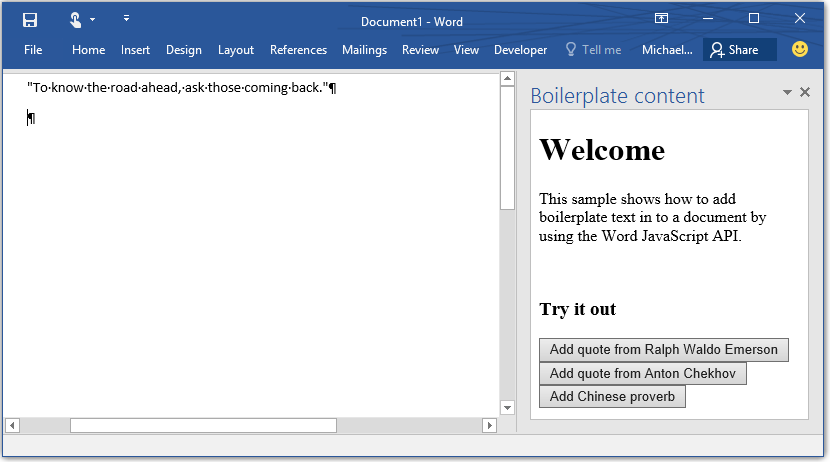 Document1 - Word
File Home Insert Design Layout References Mailings Review View Developer Tell me Michael... Share
"To·know·the·road·ahead,·ask·those·coming·back."¶
¶
Boilerplate content
Welcome
This sample shows how to add
boilerplate text in to a document by
using the Word JavaScript API.
Try it out
Add quote from Ralph Waldo Emerson
Add quote from Anton Chekhov
Add Chinese proverb